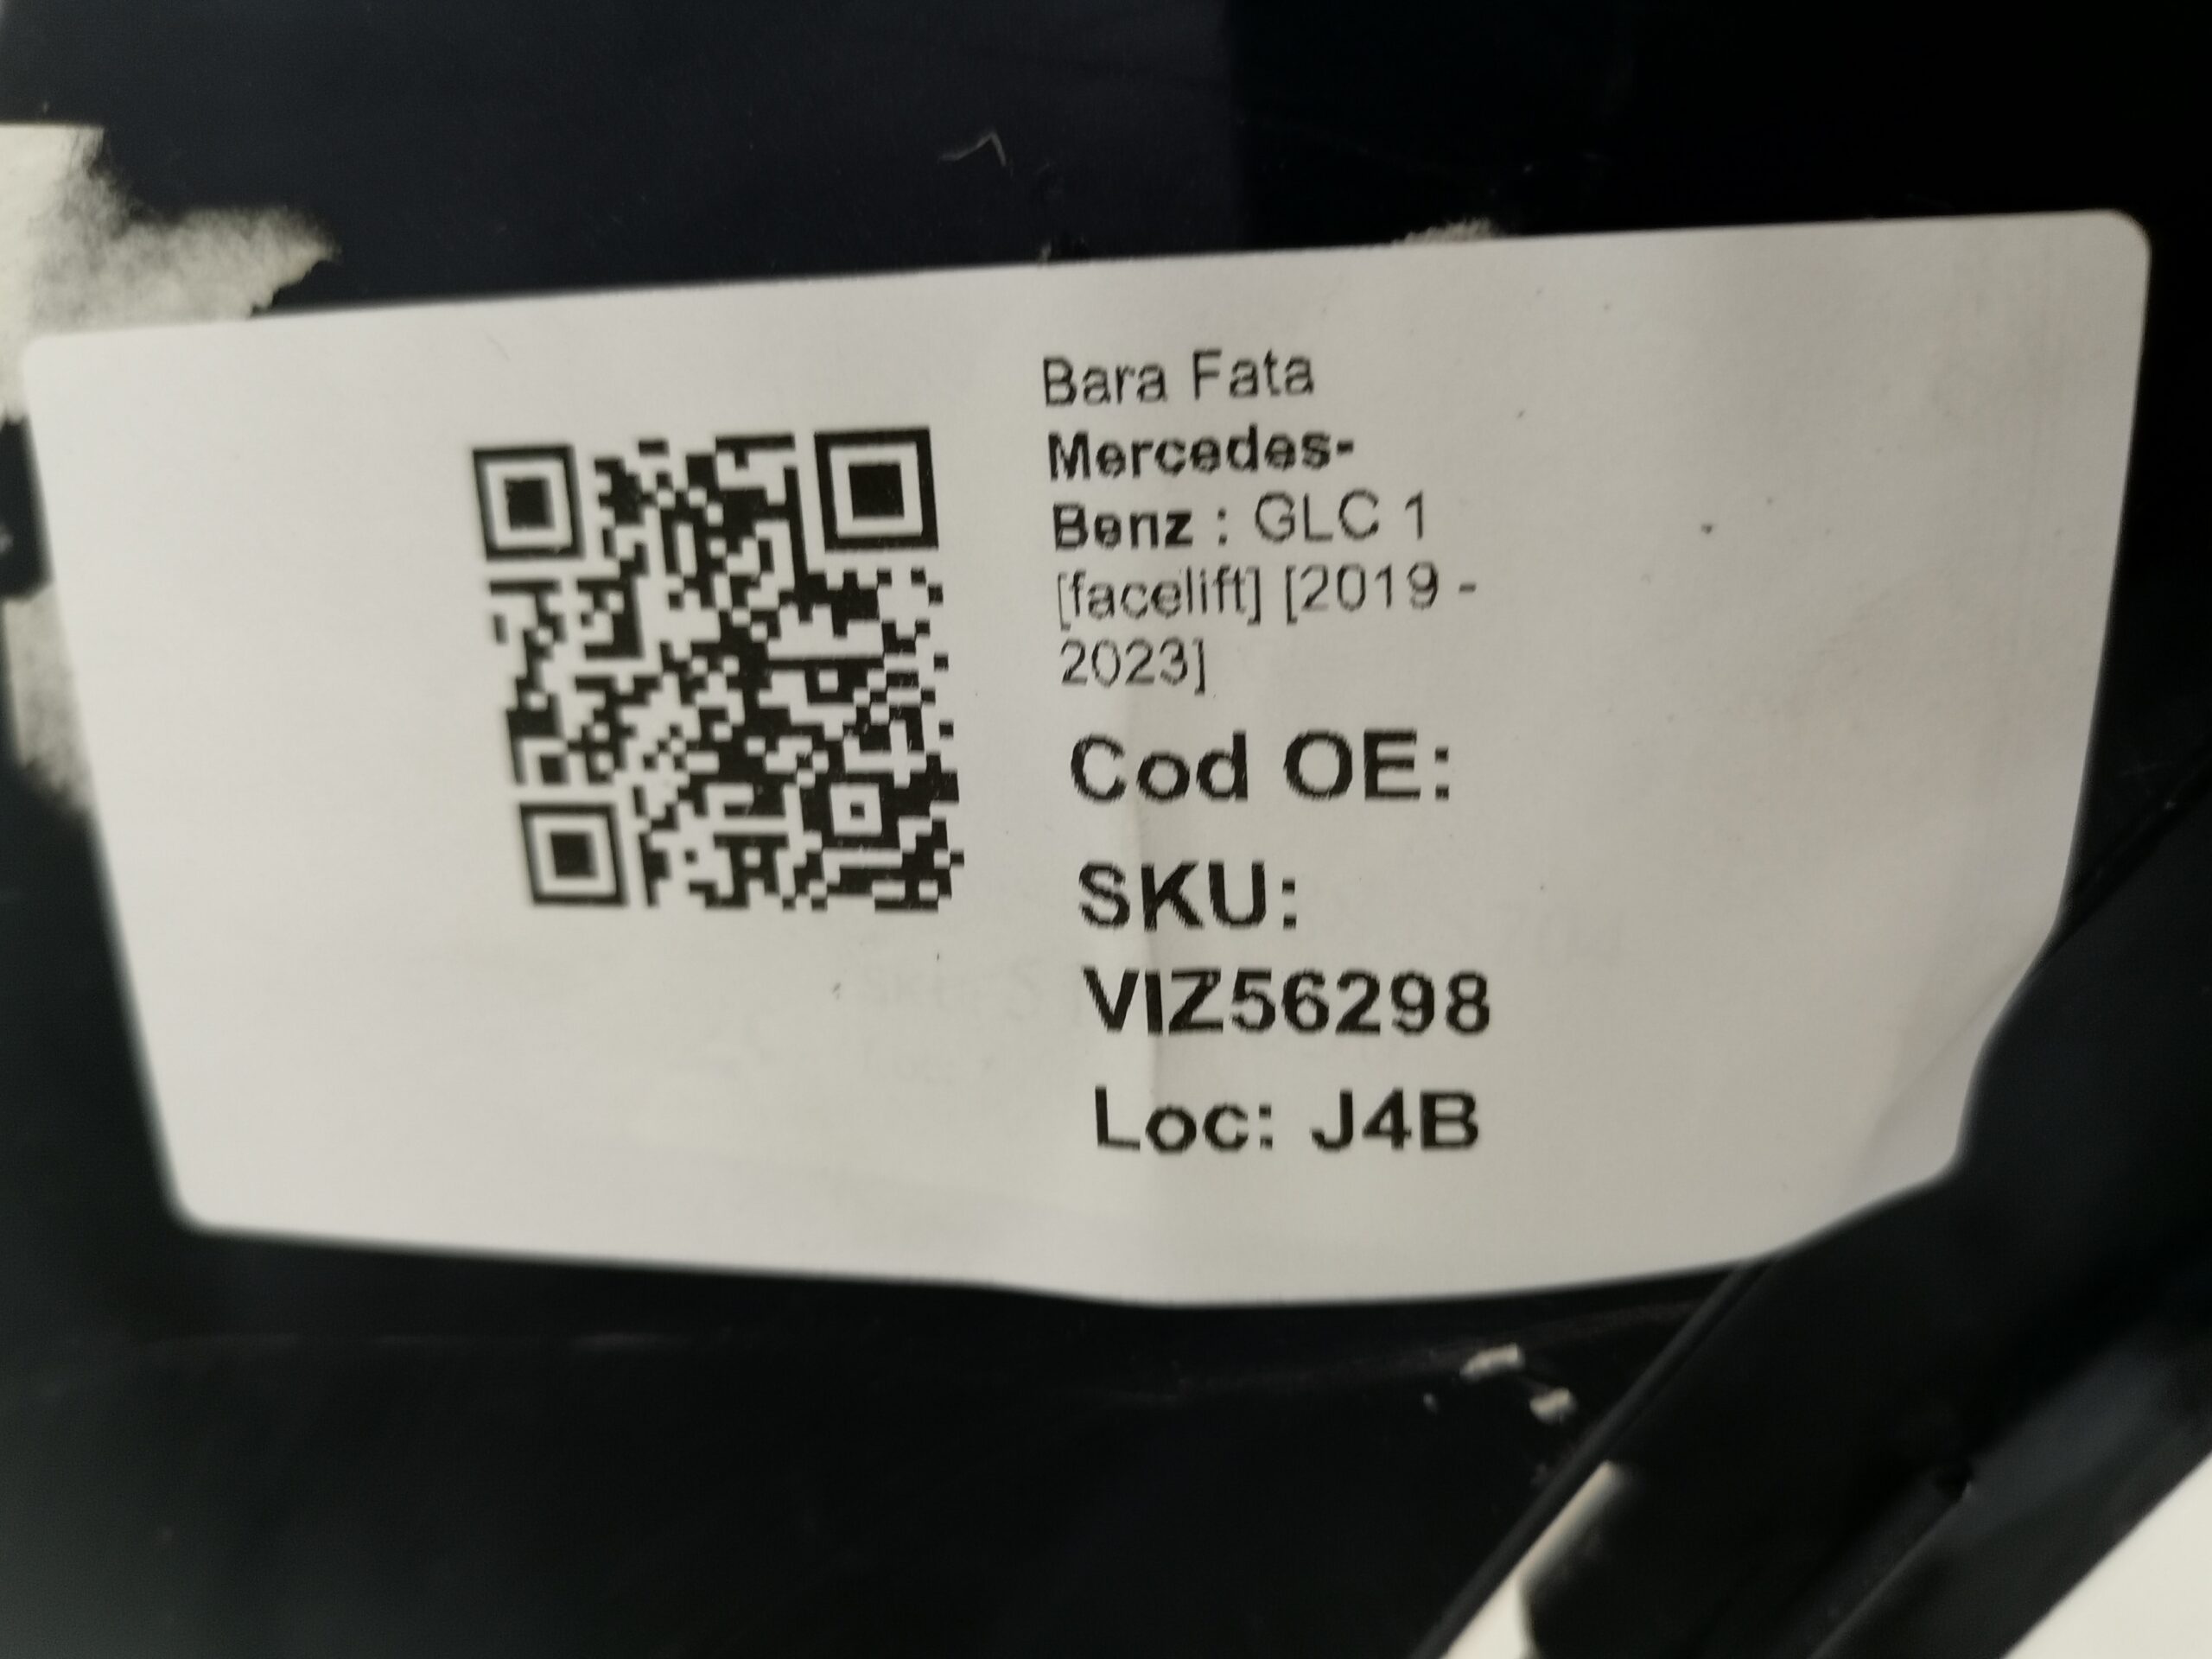 Bara Fata
Mercedes-
Benz : GLC 1
[facelift] [2019 -
2023]
Cod OE:
SKU:
VIZ56298
Loc: J4B